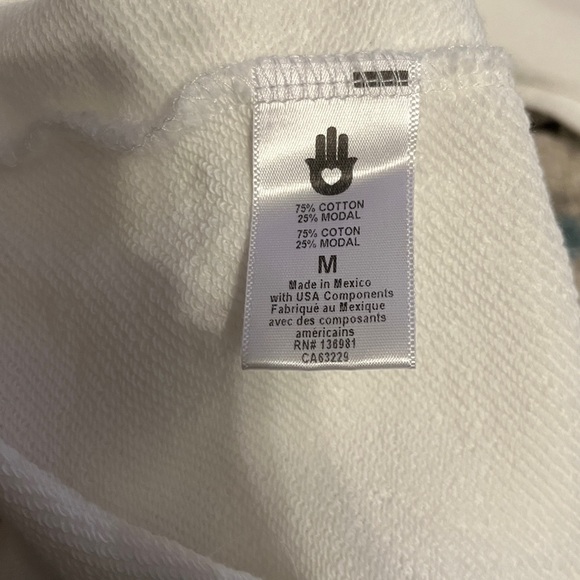 75% COTTON
25% MODAL
75% COTON
25% MODAL
M
Made in Mexico
with USA Components
Fabriqué au Mexique
avec des composants
américains
RN# 136981
CA63229